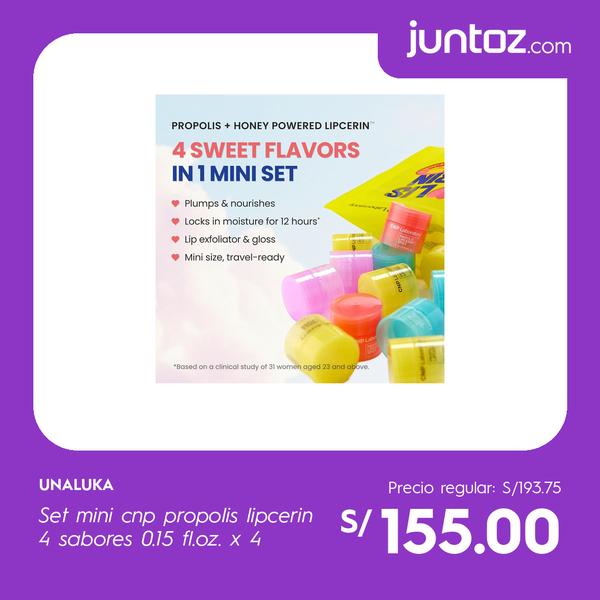 juntoz.com
PROPOLIS + HONEY POWERED LIPCERIN™
4 SWEET FLAVORS
IN 1 MINI SET
Plumps & nourishes
Locks in moisture for 12 hours*
Lip exfoliator & gloss
Mini size, travel-ready
CNP Laboratory
*Based on a clinical study of 31 women aged 23 and above.
UNALUKA
Precio regular: S/193.75
Set mini cnp propolis lipcerin
4 sabores 0.15 fl.oz. x 4
S/155.00